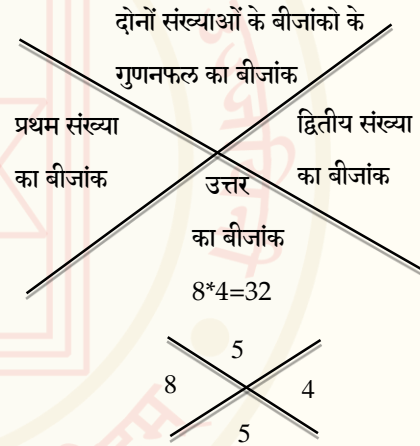 दोनों संख्याओं के बीजांको के
गुणनफल का बीजांक
प्रथम संख्या
का बीजांक
द्वितीय संख्या
का बीजांक
उत्तर
का बीजांक
8*4=32
5
8
4
5